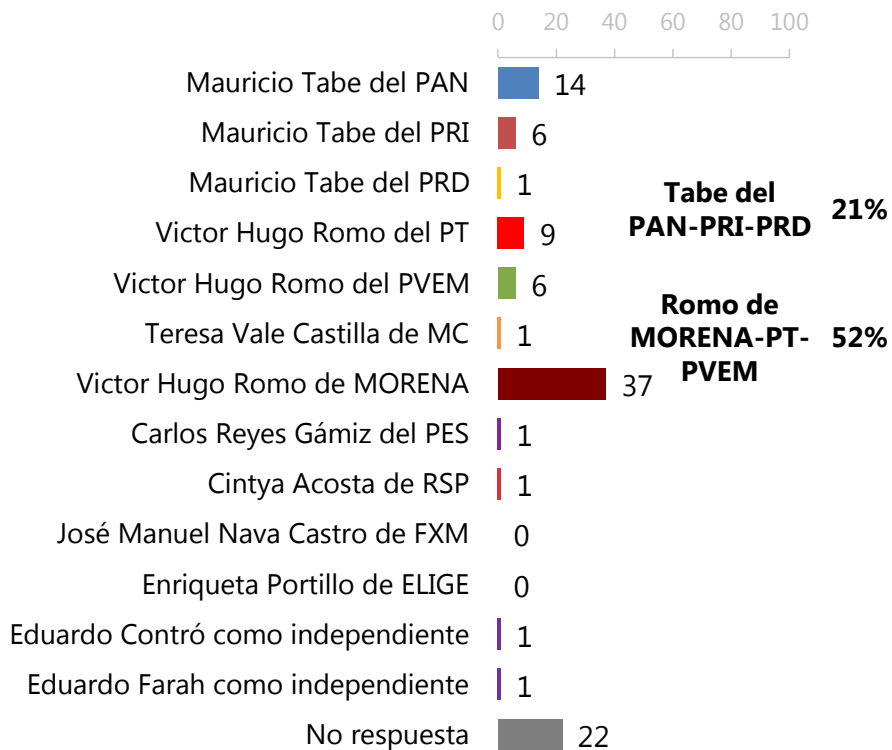 0 20 40 60 80 100
Mauricio Tabe del PAN 14
Mauricio Tabe del PRI 6
Mauricio Tabe del PRD 1
Victor Hugo Romo del PT 9
Victor Hugo Romo del PVEM 6
Teresa Vale Castilla de MC 1
Victor Hugo Romo de MORENA 37
Carlos Reyes Gámiz del PES 1
Cintya Acosta de RSP 1
José Manuel Nava Castro de FXM 0
Enriqueta Portillo de ELIGE 0
Eduardo Contró como independiente 1
Eduardo Farah como independiente 1
No respuesta 22
Tabe del
PAN-PRI-PRD 21%
Romo de
MORENA-PT- 52%
PVEM